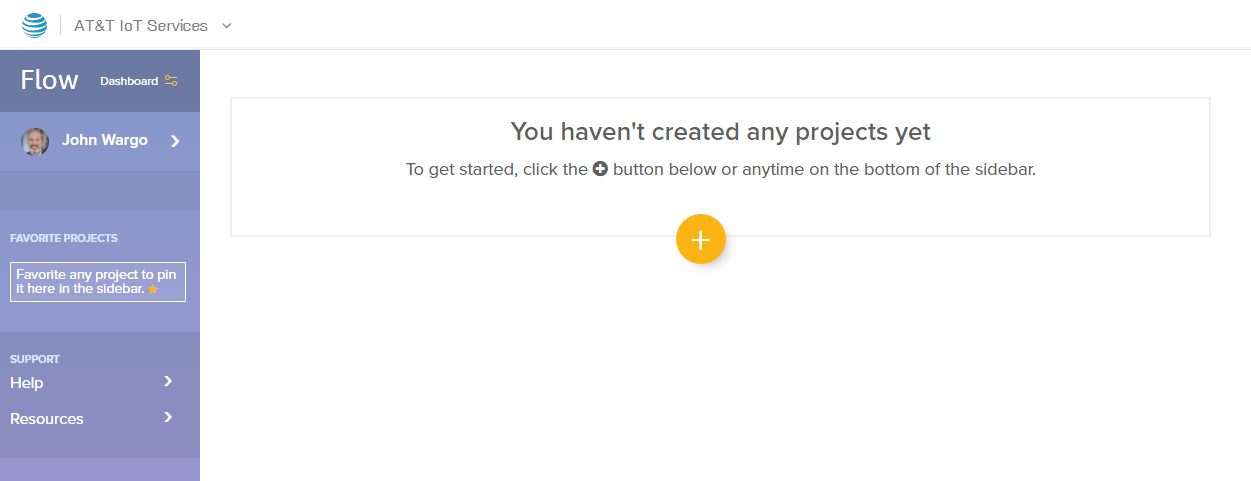 AT&T IoT Services
Flow
Dashboard
John Wargo
FAVORITE PROJECTS
Favorite any project to pin
it here in the sidebar.
SUPPORT
Help
Resources
You haven't created any projects yet
To get started, click the button below or anytime on the bottom of the sidebar.